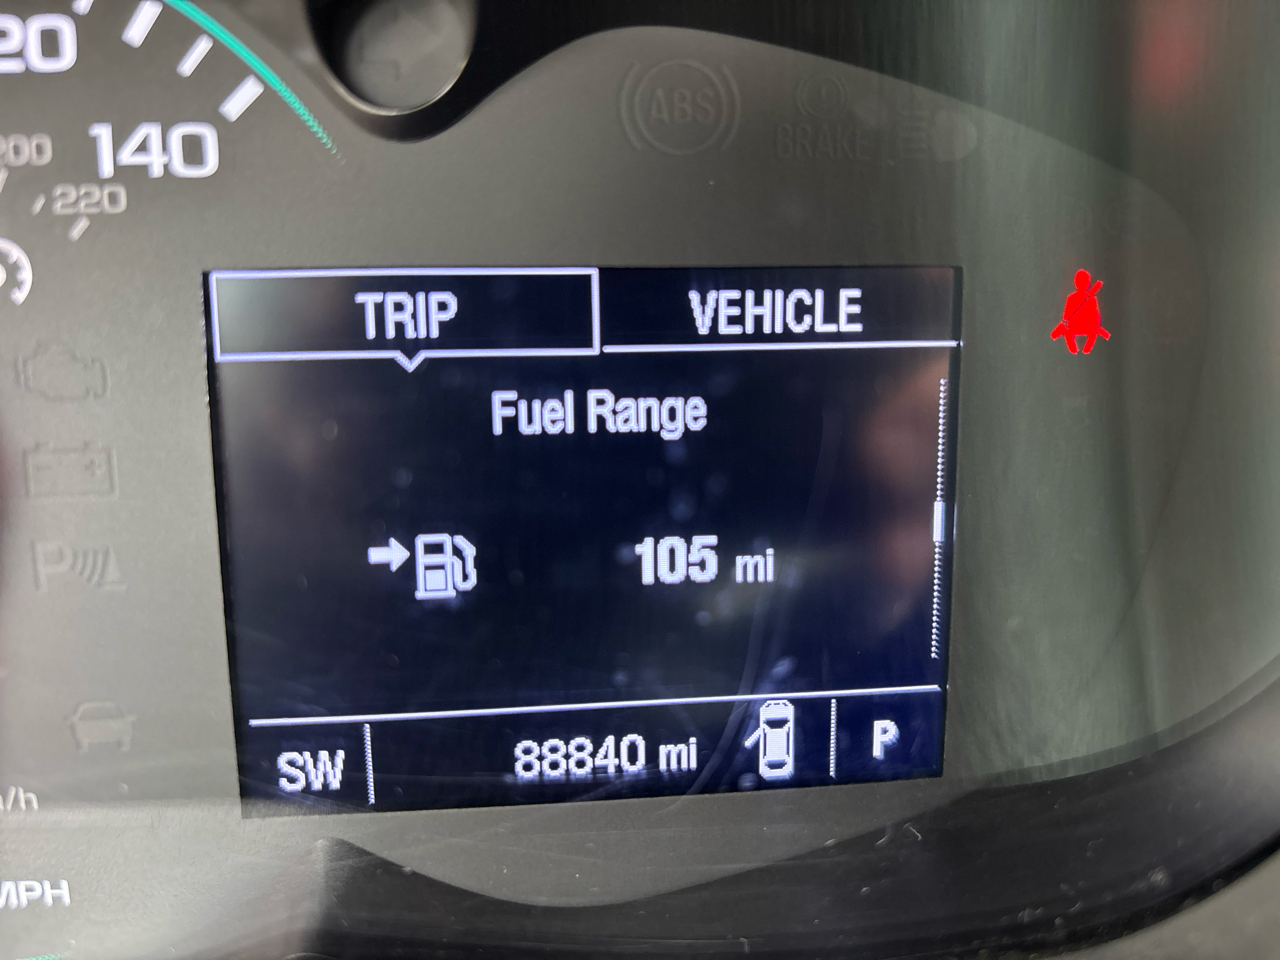 20
140
200
220
ABS
BRAKE
TRIP
VEHICLE
Fuel Range
105 mi
P
SW
88840 mi
P
MPH